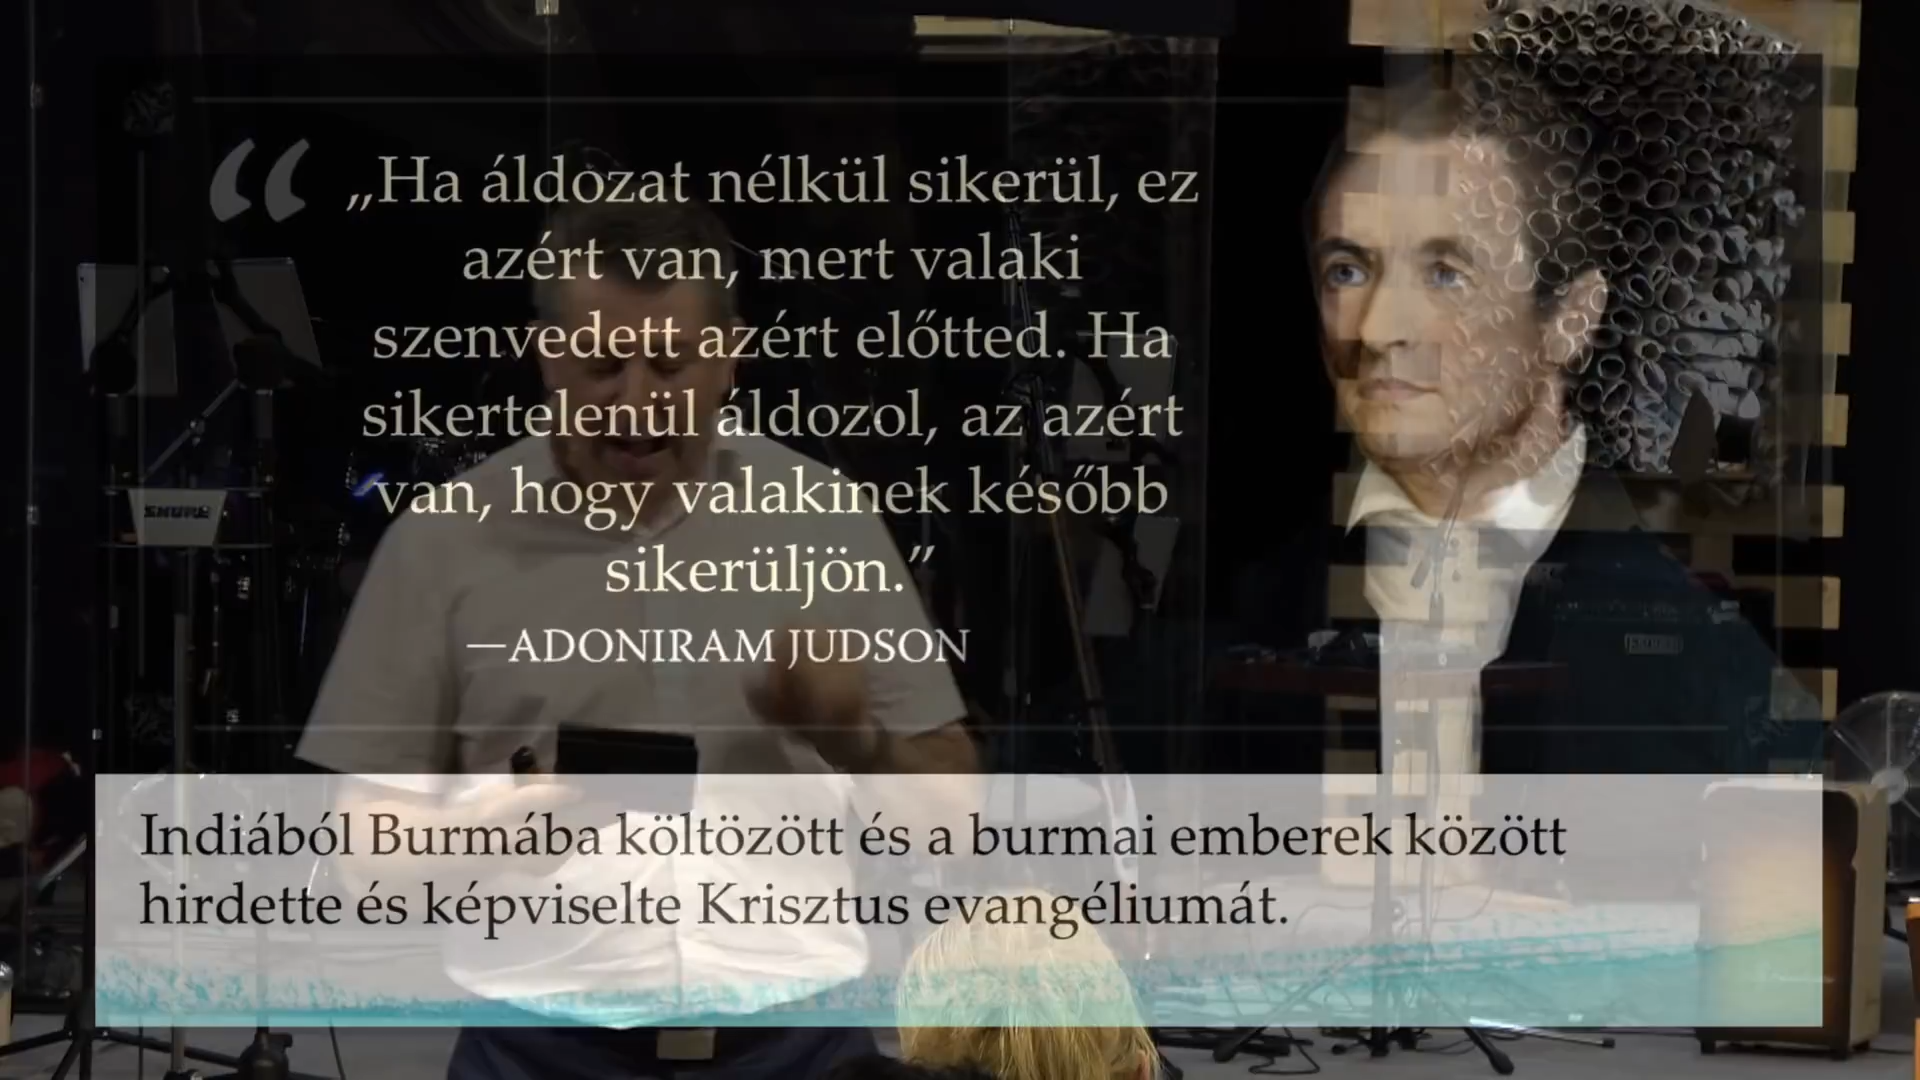 “
„Ha áldozat nélkül sikerül, ez
azért van, mert valaki
szenvedett azért előtted. Ha
sikertelenül áldozol, az azért
van, hogy valakinek később
sikerüljön.”
—ADONIRAM JUDSON
SHURE
Indiából Burmába költözött és a burmai emberek között
hirdette és képviselte Krisztus evangéliumát.